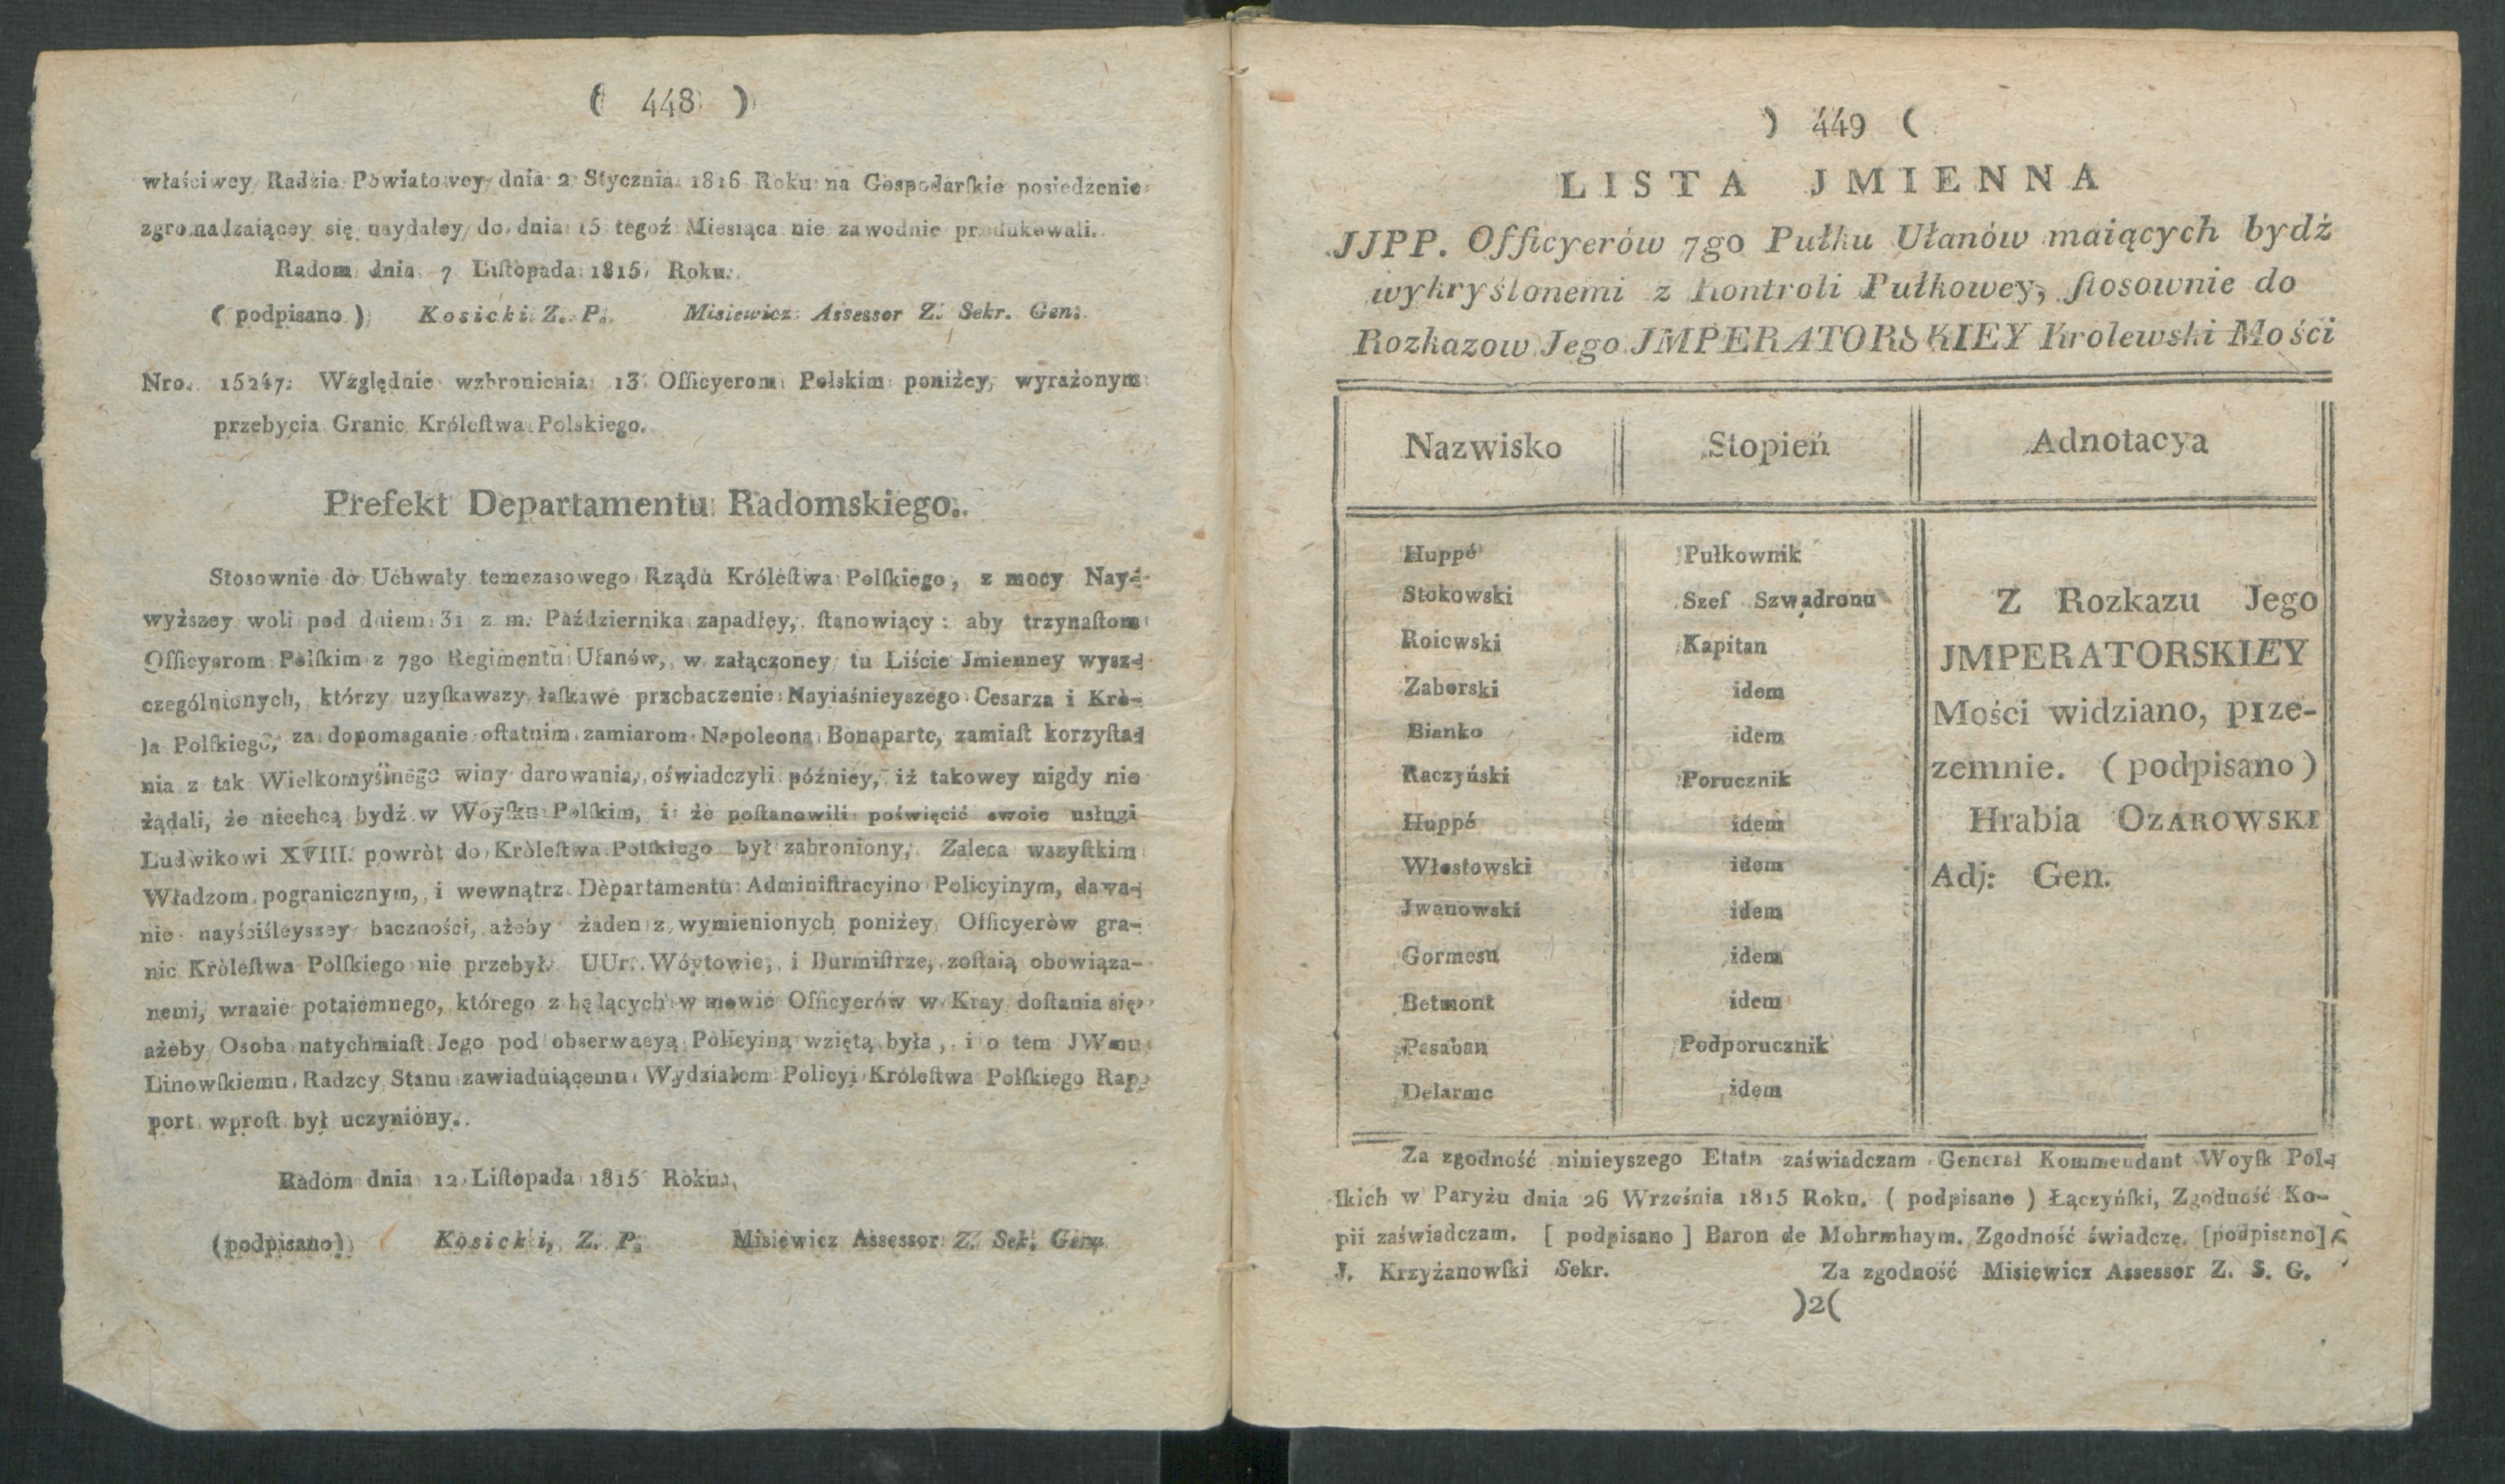 ( 448 )
właściwey Radzie Powiatowey dnia 2 Stycznia 1816 Roku na Gospodarſkie posiedzenie
zgromadzaiącey się naydaley do dnia 15 tegoż Miesiąca nie zawodnie produkowali.
Radom dnia 7 Liſtopada 1815 Roku.
( podpisano ) Kosicki Z. P. Misiewicz Assessor Z. Sekr. Gen.
Nro. 15247. Względnie wzbronienia 13 Officyerom Polskim poniżey wyrażonym
przebycia Granic Króleſtwa Polskiego.
Prefekt Departamentu Radomskiego.
Stosownie do Uchwały temczasowego Rządu Króleſtwa Polſkiego, z mocy Nay-
wyższey woli pod dniem 31 z m. Października zapadłey, ſtanowiący: aby trzynaſtom
Officyerom Polſkim z 7go Regimentu Ułanów, w załączoney tu Liście Jmienney wysz-
czególnionych, którzy uzyſkawszy łaſkawe przebaczenie Nayiaśnieyszego Cesarza i Krò-
la Polſkiego, za dopomaganie oſtatnim zamiarom Napoleona Bonaparte, zamiaſt korzyſta-
nia z tak Wielkomyślnego winy darowania, oświadczyli późniey, iż takowey nigdy nie
żądali, że niechcą bydź w Woyſku Polſkim, i że poſtanowili poświęcić swoie usługi
Ludwikowi XVIII. powròt do Kròleſtwa Polſkiego był zabroniony, Zaleca wszyſtkim
Władzom pogranicznym, i wewnątrz Departamentu Adminiſtracyino Policyinym, dawa-
nie nayściśleyszey baczności, ażeby żaden z wymienionych poniżey Officyeròw gra-
nic Kròleſtwa Polſkiego nie przebył. UUr. Wóytowie, i Burmiſtrze, zoſtaią obowiąza-
nemi, wrazie potaiemnego, którego z będących w mowie Officyerów w Kray doſtania się
ażeby Osoba natychmiaſt Jego pod obserwacyą Policyiną wziętą była, i o tem JWmu
Linowſkiemu Radzcy Stanu zawiaduiącemu Wydziałem Policyi Króleſtwa Polſkiego Rap-
port wproſt był uczyniony.
Radom dnia 12 Liſtopada 1815 Roku.
(podpisano) Kosicki, Z. P. Misiewicz Assessor Z. Sek. Gen.
) 449 (
LISTA JMIENNA
JJPP. Officyerów 7go Pułku Ułanów maiących bydź
wykryślonemi z Kontroli Pułkowey, ſtosownie do
Rozkazow Jego JMPERATORSKIEY Krolewski Mości
Nazwisko Stopień Adnotacya
Huppé Pułkownik
Stokowski Szef Szwadronu
Roiewski Kapitan
Zaborski idem
Bianko idem
Raczyński Porucznik
Huppé idem
Włostowski idem
Jwanowski idem
Gormesu idem
Betmont idem
Pasaban Podporucznik
Delarme idem
Z Rozkazu Jego
JMPERATORSKIEY
Mości widziano, prze-
zemnie. ( podpisano )
Hrabia OZAROWSKI
Adj: Gen.
Za zgodność ninieyszego Etatu zaświadczam Generał Kommendant Woyſk Pol-
ſkich w Paryżu dnia 26 Września 1815 Roku. ( podpisano ) Łączyńſki, Zgodność Ko-
pii zaświadczam. [ podpisano ] Baron de Mohrmhaym. Zgodność świadczę. [podpisano]
J. Krzyżanowſki Sekr. Za zgodność Misiewicz Assessor Z. S. G.
)2(